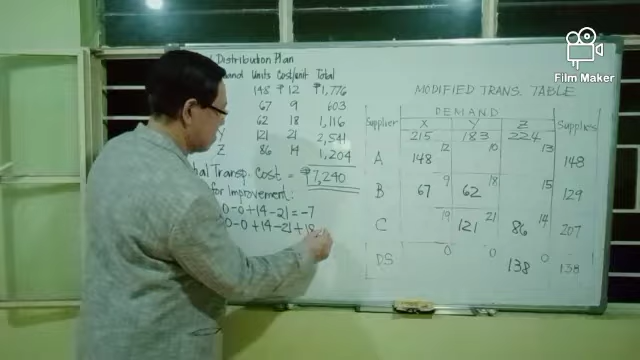 Distribution Plan
Units Cost/unit Total
148 ₱12 ₱1,776
67 9 603
62 18 1,116
Y 121 21 2,541
Z 86 14 1,204
Transp. Cost = ₱7,240
for Improvement:
0-0+14-21=-7
0-0+14-21+18
MODIFIED TRANS. TABLE
DEMAND
Supplier X Y Z Supplies
215 183 224
A 148 12 10 13 148
B 67 9 62 18 15 129
C 19 121 21 86 14 207
DS 0 0 138 0 138
Film Maker